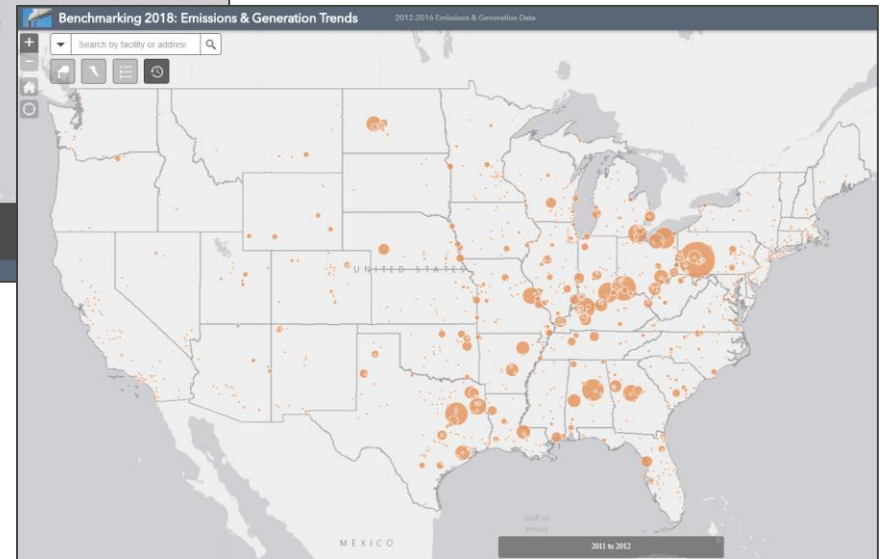 Benchmarking 2018: Emissions & Generation Trends
2012-2016 Emissions & Generation Data
Search by facility or address
UNITED STATES
MÉXICO
Gulf of
Mexico
2011 to 2012